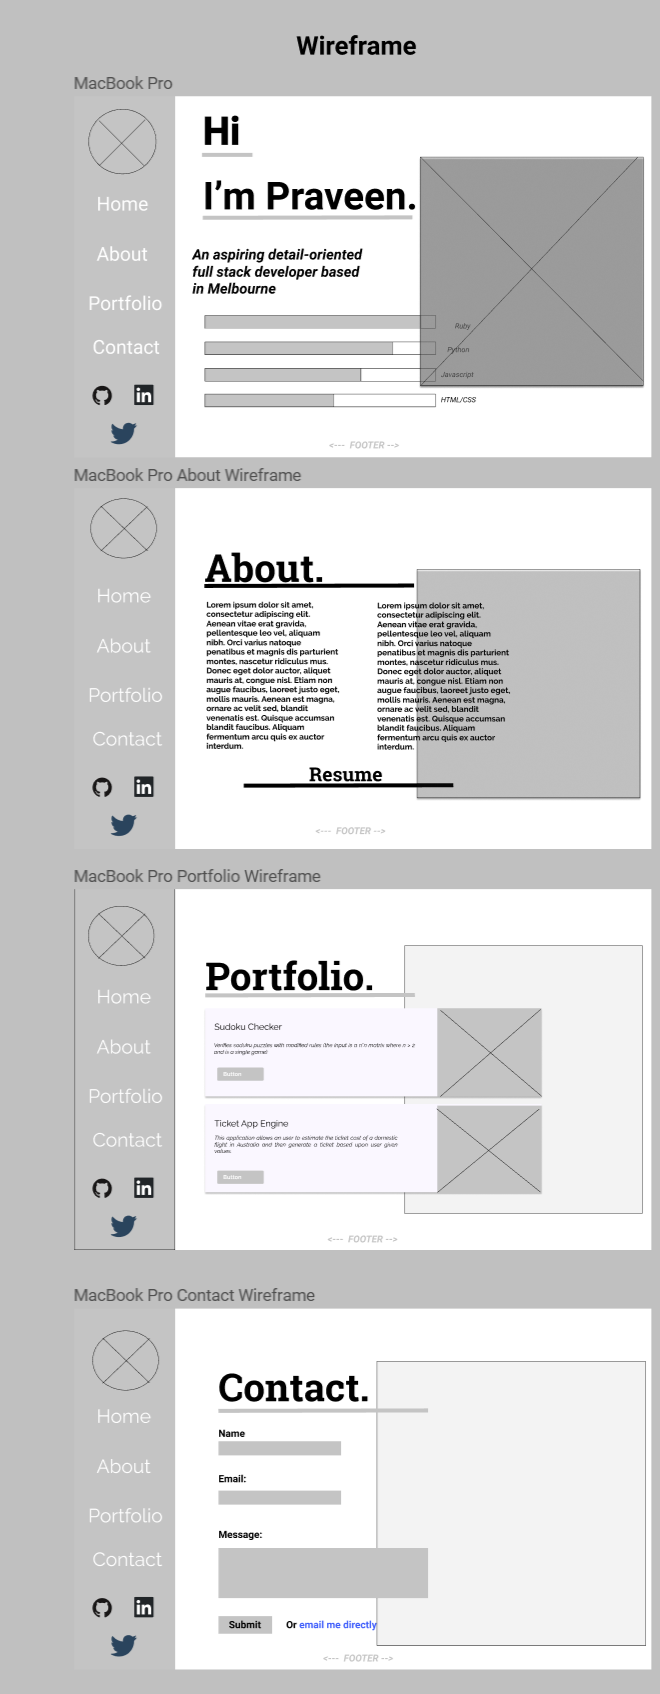 Wireframe
MacBook Pro
Home
About
Portfolio
Contact
in
Hi
I'm Praveen.
An aspiring detail-oriented
full stack developer based
in Melbourne
Ruby
Python
Javascript
HTML/CSS
<--- FOOTER -->
MacBook Pro About Wireframe
Home
About
Portfolio
Contact
in
About.
Lorem ipsum dolor sit amet,
consectetur adipiscing elit.
Aenean vitae erat gravida,
pellentesque leo vel, aliquam
nibh. Orci varius natoque
penatibus et magnis dis parturient
montes, nascetur ridiculus mus.
Donec eget dolor auctor, aliquet
mauris at, congue nisl. Etiam non
augue faucibus, laoreet justo eget,
mollis mauris. Aenean est magna,
ornare ac velit sed, blandit
venenatis est. Quisque accumsan
blandit faucibus. Aliquam
fermentum arcu quis ex auctor
interdum.
Lorem ipsum dolor sit amet,
consectetur adipiscing elit.
Aenean vitae erat gravida,
pellentesque leo vel, aliquam
nibh. Orci varius natoque
penatibus et magnis dis parturient
montes, nascetur ridiculus mus.
Donec eget dolor auctor, aliquet
mauris at, congue nisl. Etiam non
augue faucibus, laoreet justo eget,
mollis mauris. Aenean est magna,
ornare ac velit sed, blandit
venenatis est. Quisque accumsan
blandit faucibus. Aliquam
fermentum arcu quis ex auctor
interdum.
Resume
<--- FOOTER -->
MacBook Pro Portfolio Wireframe
Home
About
Portfolio
Contact
in
Portfolio.
Sudoku Checker
Verifies sudoku puzzles with modified rules (the input is a n*n matrix where n > 2
and is a single game)
Button
Ticket App Engine
This application allows an user to estimate the ticket cost of a domestic
flight in Australia and then generate a ticket based upon user given
values.
Button
<--- FOOTER -->
MacBook Pro Contact Wireframe
Home
About
Portfolio
Contact
in
Contact.
Name
Email:
Message:
Submit
Or email me directly
<--- FOOTER -->